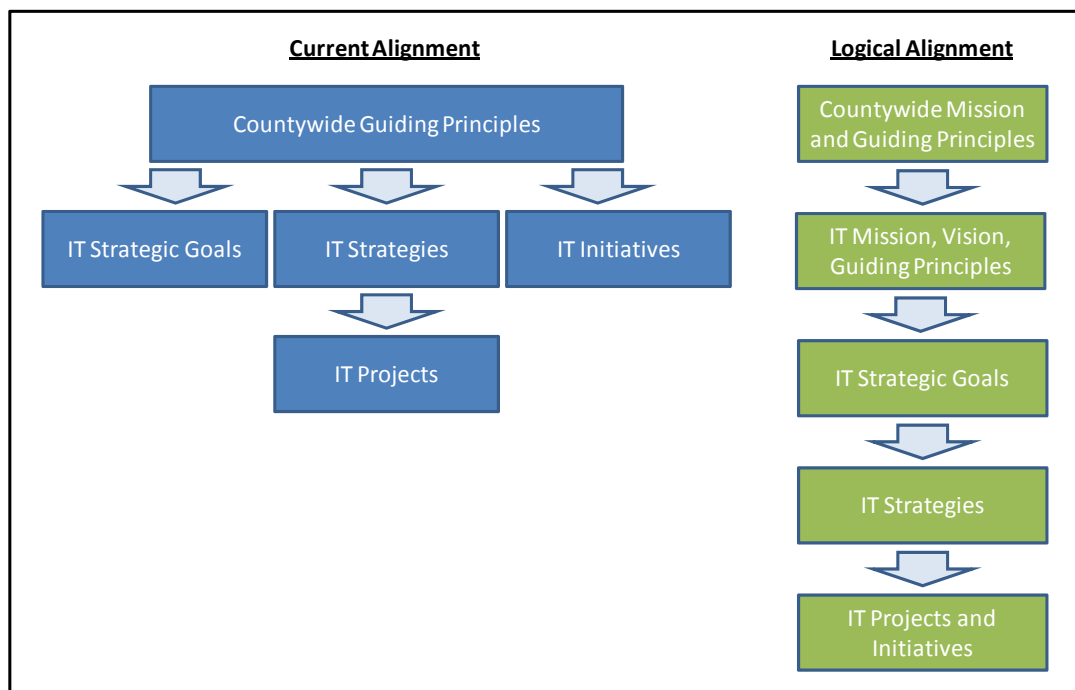 Current Alignment
Countywide Guiding Principles
IT Strategic Goals
IT Strategies
IT Initiatives
IT Projects
Logical Alignment
Countywide Mission
and Guiding Principles
IT Mission, Vision,
Guiding Principles
IT Strategic Goals
IT Strategies
IT Projects and
Initiatives